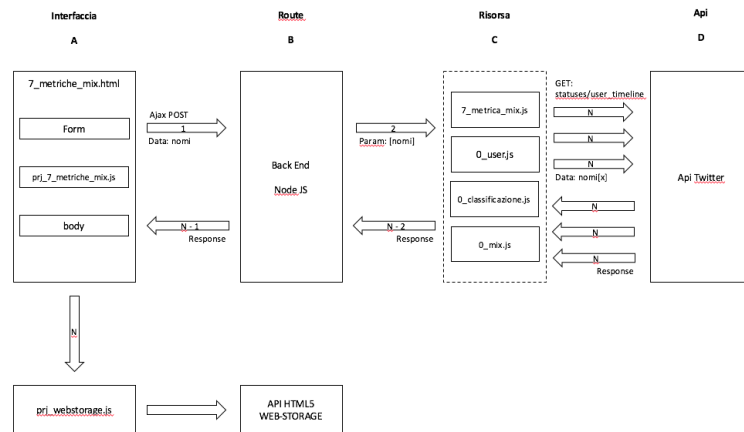 Interfaccia
A
Route
B
Risorsa
C
Api
D
7_metriche_mix.html
Form
prj_7_metriche_mix.js
body
Ajax POST
1
Data: nomi
N - 1
Response
Back End
Node JS
2
Param: [nomi]
N - 2
Response
7_metrica_mix.js
0_user.js
0_classificazione.js
0_mix.js
GET:
statuses/user_timeline
N
N
N
Data: nomi[x]
N
N
N
Response
Api Twitter
N
prj_webstorage.js
API HTML5
WEB-STORAGE